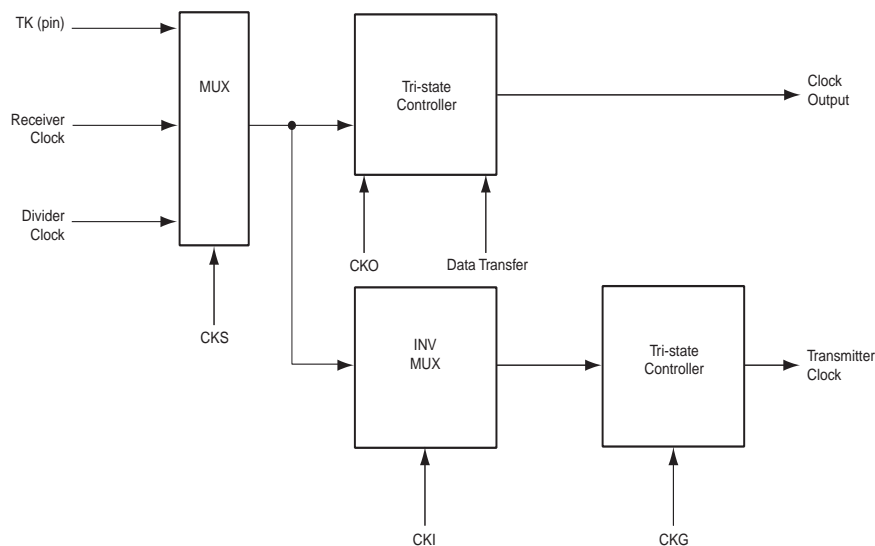 TK (pin)
MUX
Tri-state
Controller
Clock
Output
Receiver
Clock
Divider
Clock
CKO
Data Transfer
CKS
INV
MUX
Tri-state
Controller
Transmitter
Clock
CKI
CKG